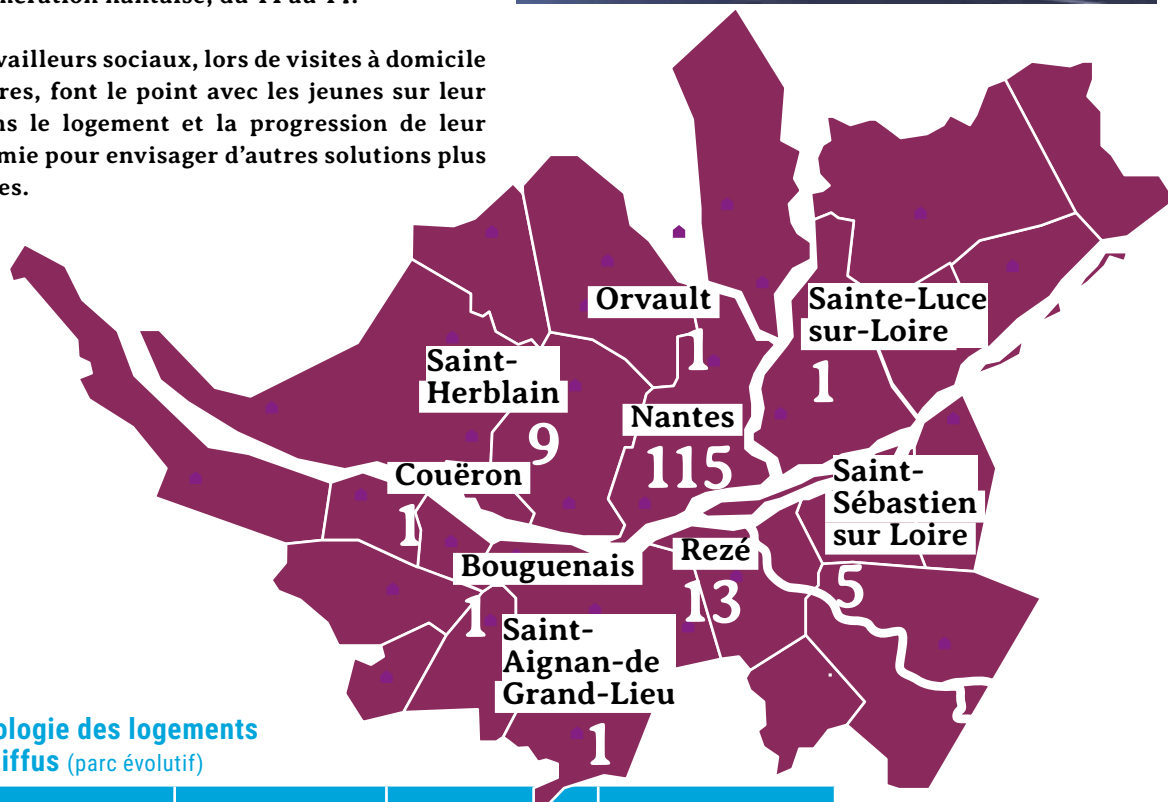 availleurs sociaux, lors de visites à domicile
res, font le point avec les jeunes sur leur
ns le logement et la progression de leur
mie pour envisager d'autres solutions plus
es.
Orvault
1
Sainte-Luce
sur-Loire
1
Saint-
Herblain
9
Nantes
115
Couëron
1
Saint-
Sébastien
sur Loire
5
Bouguenais
1
Rezé
13
Saint-
Aignan-de
Grand-Lieu
1
ologie des logements
iffus (parc évolutif)